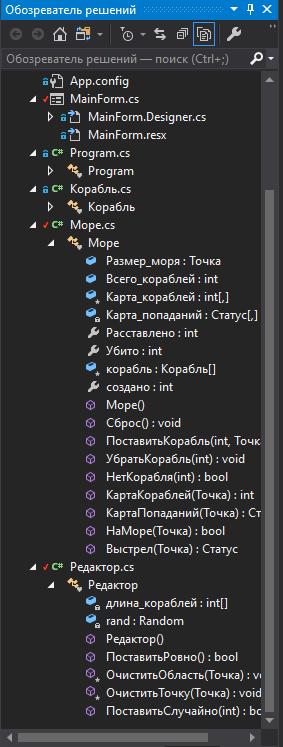 Обозреватель решений
Обозреватель решений — поиск (Ctrl+;)
App.config
MainForm.cs
MainForm.Designer.cs
MainForm.resx
C# Program.cs
Program
C# Корабль.cs
Корабль
C# Море.cs
Море
Размер_моря : Точка
Всего_кораблей : int
Карта_кораблей : int[,]
Карта_попаданий : Статус[,]
Расставлено : int
Убито : int
корабль : Корабль[]
создано : int
Море()
Сброс() : void
ПоставитьКорабль(int, Точк
УбратьКорабль(int) : void
НетКорабля(int) : bool
КартаКораблей(Точка) : int
КартаПопаданий(Точка) : Ст
НаМоре(Точка) : bool
Выстрел(Точка) : Статус
C# Редактор.cs
Редактор
длина_кораблей : int[]
rand : Random
Редактор()
ПоставитьРовно() : bool
ОчиститьОбласть(Точка) : vo
ОчиститьТочку(Точка) : void
ПоставитьСлучайно(int) : bo